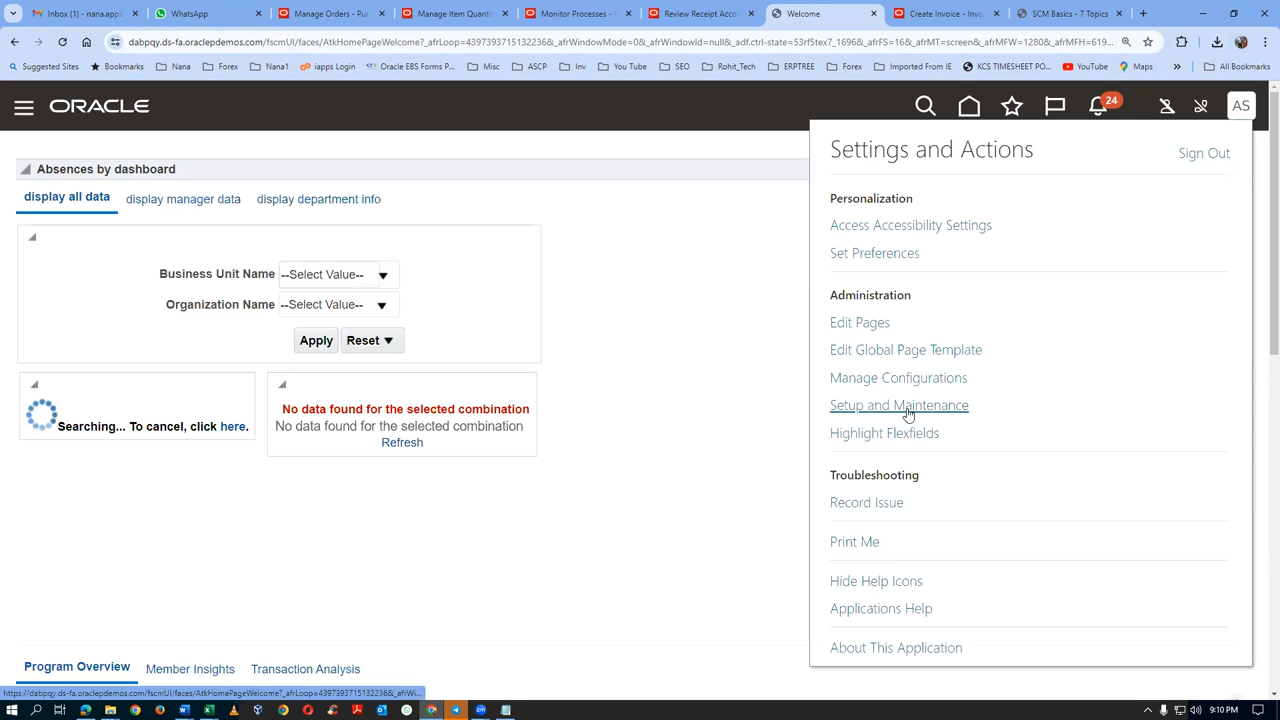 Inbox (1) - nana.apps
WhatsApp
Manage Orders - Pu
Manage Item Quantit
Monitor Processes - S
Review Receipt Acco
Welcome
Create Invoice - Invo
SCM Basics - 7 Topics
dabpqy.ds-fa.oraclepdemos.com/fscmUI/faces/AtkHomePageWelcome?_afrLoop=4397393715132236&_afrWindowMode=0&_afrWindowId=null&_adf.ctrl-state=53rf5tex7_1696&_afrFS=16&_afrMT=screen&_afrMFW=1280&_afrMFH=619...
Suggested Sites
Bookmarks
Nana
Forex
Nana1
iapps Login
Oracle EBS Forms P...
Misc
ASCP
Inv
You Tube
SEO
Rohit_Tech
ERPTREE
Forex
Imported From IE
KCS TIMESHEET PO...
YouTube
Maps
»
All Bookmarks
ORACLE
24
AS
Absences by dashboard
display all data
display manager data
display department info
Business Unit Name
--Select Value--
Organization Name
--Select Value--
Apply
Reset
Searching... To cancel, click here.
No data found for the selected combination
No data found for the selected combination
Refresh
Settings and Actions
Sign Out
Personalization
Access Accessibility Settings
Set Preferences
Administration
Edit Pages
Edit Global Page Template
Manage Configurations
Setup and Maintenance
Highlight Flexfields
Troubleshooting
Record Issue
Print Me
Hide Help Icons
Applications Help
About This Application
Program Overview
Member Insights
Transaction Analysis
https://dabpqy.ds-fa.oraclepdemos.com/fscmUI/faces/AtkHomePageWelcome?_afrLoop=4397393715132236&_afrWi...
9:10 PM